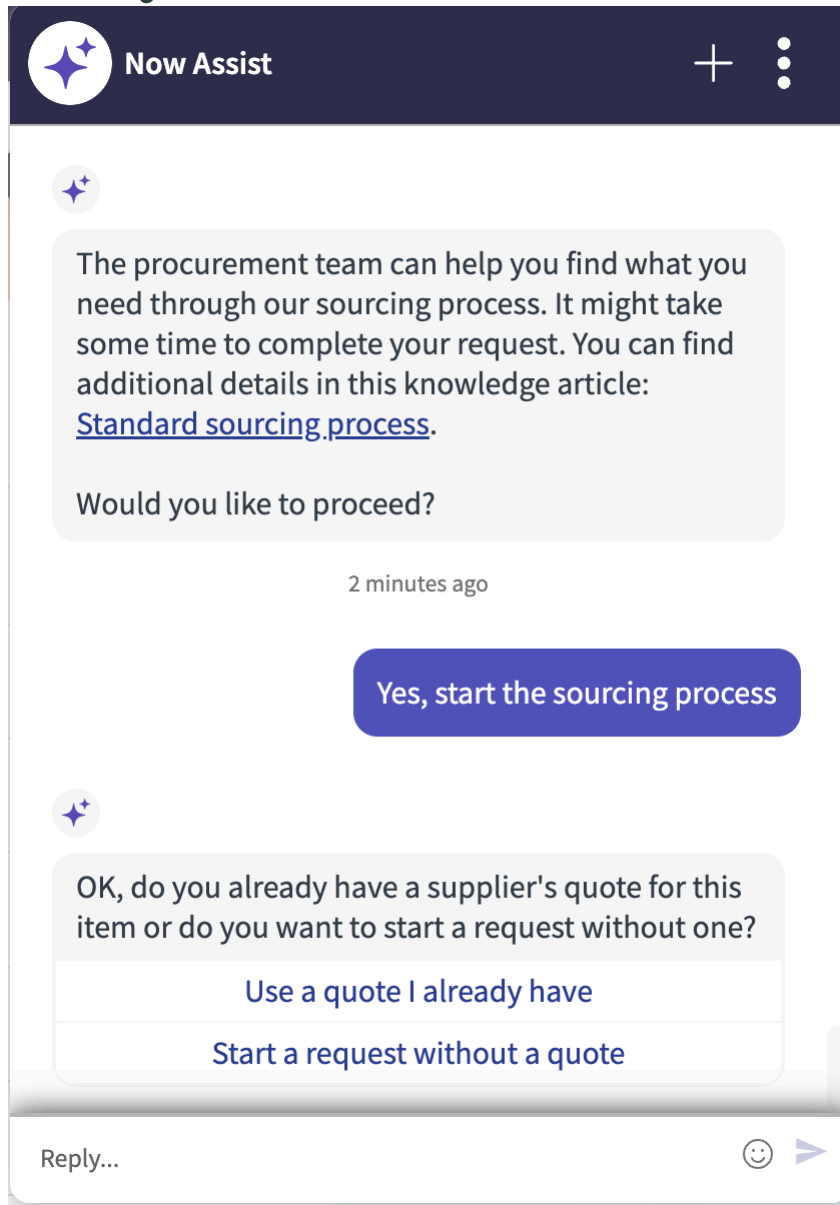 Now Assist
The procurement team can help you find what you
need through our sourcing process. It might take
some time to complete your request. You can find
additional details in this knowledge article:
Standard sourcing process.
Would you like to proceed?
2 minutes ago
Yes, start the sourcing process
OK, do you already have a supplier's quote for this
item or do you want to start a request without one?
Use a quote I already have
Start a request without a quote
Reply...